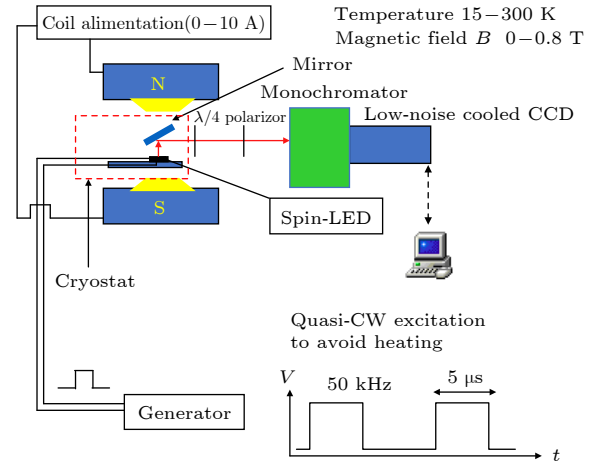 Coil alimentation(0−10 A)
Temperature 15−300 K
Magnetic field B 0−0.8 T
N
Mirror
Monochromator
λ/4 polarizor
Low-noise cooled CCD
S
Spin-LED
Cryostat
Quasi-CW excitation
to avoid heating
V
50 kHz
5 μs
Generator
t